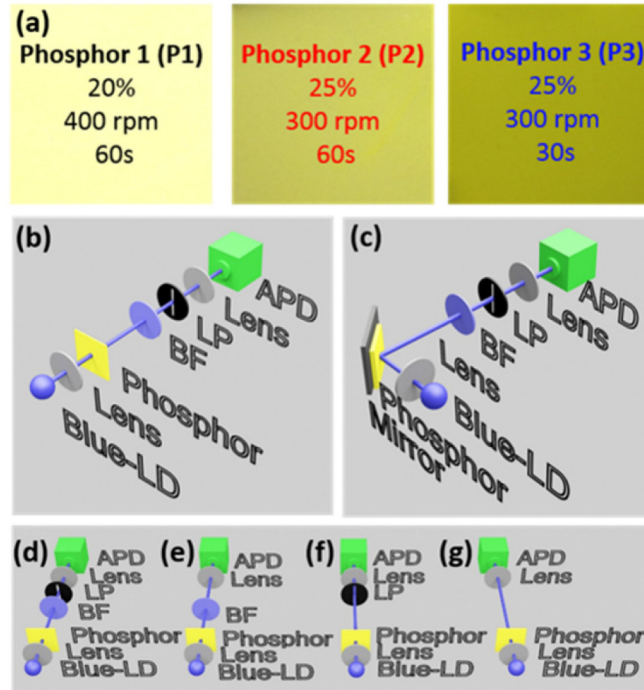 (a)
Phosphor 1 (P1)
20%
400 rpm
60s
Phosphor 2 (P2)
25%
300 rpm
60s
Phosphor 3 (P3)
25%
300 rpm
30s
(b)
APD
Lens
LP
BF
Phosphor
Lens
Blue-LD
(c)
APD
Lens
LP
BF
Lens
Blue-LD
Phosphor
Mirror
(d)
APD
Lens
LP
BF
Phosphor
Lens
Blue-LD
(e)
APD
Lens
BF
Phosphor
Lens
Blue-LD
(f)
APD
Lens
LP
Phosphor
Lens
Blue-LD
(g)
APD
Lens
Phosphor
Lens
Blue-LD